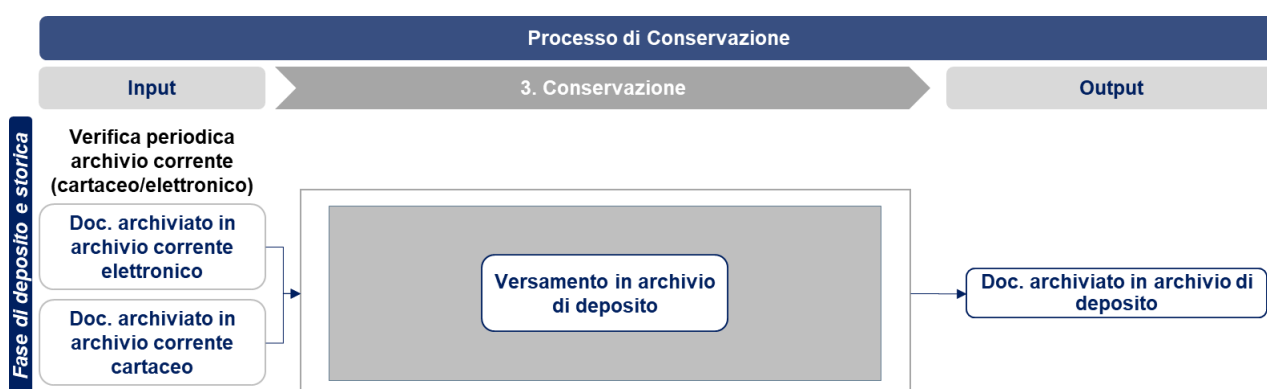 Processo di Conservazione
Input
3. Conservazione
Output
Fase di deposito e storica
Verifica periodica
archivio corrente
(cartaceo/elettronico)
Doc. archiviato in
archivio corrente
elettronico
Doc. archiviato in
archivio corrente
cartaceo
Versamento in archivio
di deposito
Doc. archiviato in archivio di
deposito